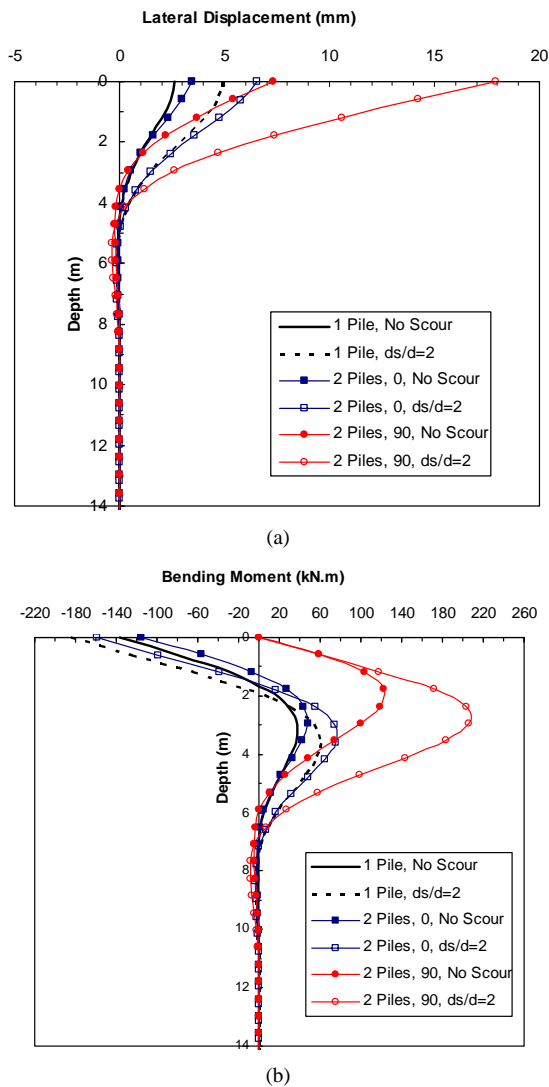 Lateral Displacement (mm)
-5 0 5 10 15 20
0
2
4
6
8
10
12
14
Depth (m)
1 Pile, No Scour
1 Pile, ds/d=2
2 Piles, 0, No Scour
2 Piles, 0, ds/d=2
2 Piles, 90, No Scour
2 Piles, 90, ds/d=2
(a)
Bending Moment (kN.m)
-220 -180 -140 -100 -60 -20 20 60 100 140 180 220 260
0
2
4
6
8
10
12
14
Depth (m)
1 Pile, No Scour
1 Pile, ds/d=2
2 Piles, 0, No Scour
2 Piles, 0, ds/d=2
2 Piles, 90, No Scour
2 Piles, 90, ds/d=2
(b)